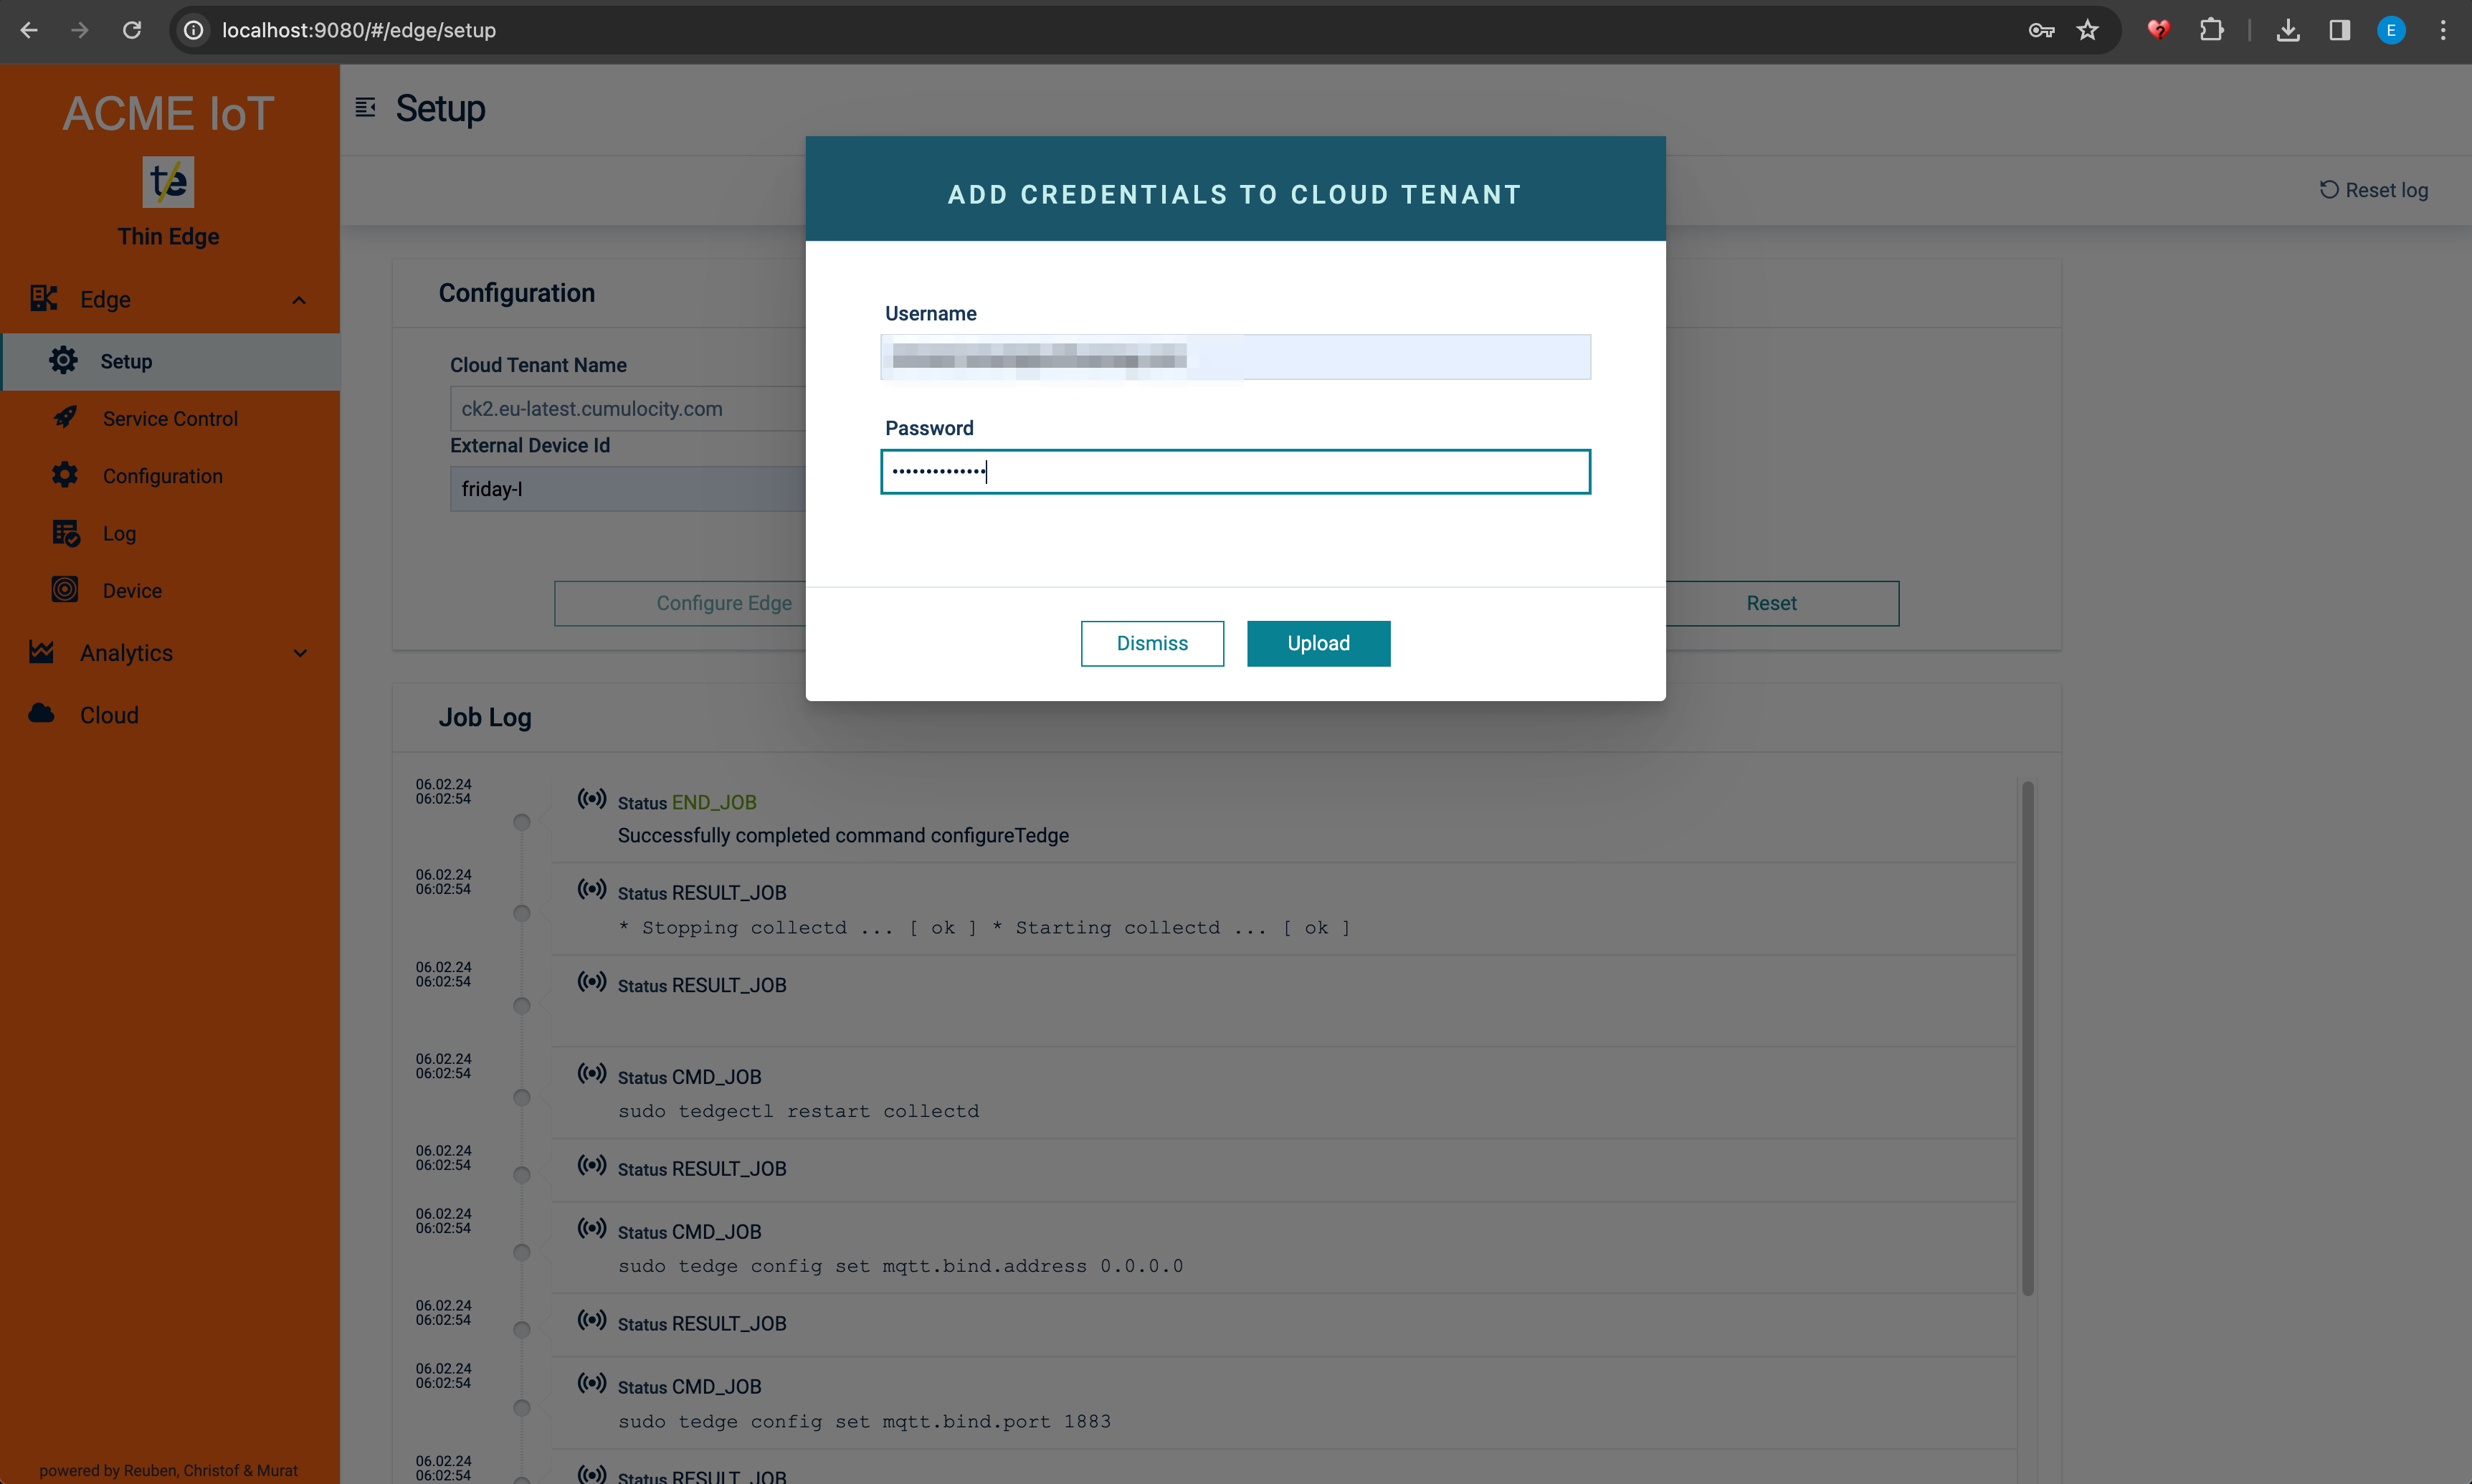 localhost:9080/#/edge/setup
E
ACME IoT
te
Thin Edge
Edge
Setup
Service Control
Configuration
Log
Device
Analytics
Cloud
powered by Reuben, Christof & Murat
Setup
Reset log
Configuration
Cloud Tenant Name
ck2.eu-latest.cumulocity.com
External Device Id
friday-I
Configure Edge
Reset
ADD CREDENTIALS TO CLOUD TENANT
Username
Password
••••••••••••••
Dismiss
Upload
Job Log
06.02.24
06:02:54
Status END_JOB
Successfully completed command configureTedge
06.02.24
06:02:54
Status RESULT_JOB
* Stopping collectd ... [ ok ] * Starting collectd ... [ ok ]
06.02.24
06:02:54
Status RESULT_JOB
06.02.24
06:02:54
Status CMD_JOB
sudo tedgectl restart collectd
06.02.24
06:02:54
Status RESULT_JOB
06.02.24
06:02:54
Status CMD_JOB
sudo tedge config set mqtt.bind.address 0.0.0.0
06.02.24
06:02:54
Status RESULT_JOB
06.02.24
06:02:54
Status CMD_JOB
sudo tedge config set mqtt.bind.port 1883
06.02.24
06:02:54
Status RESULT_JOB